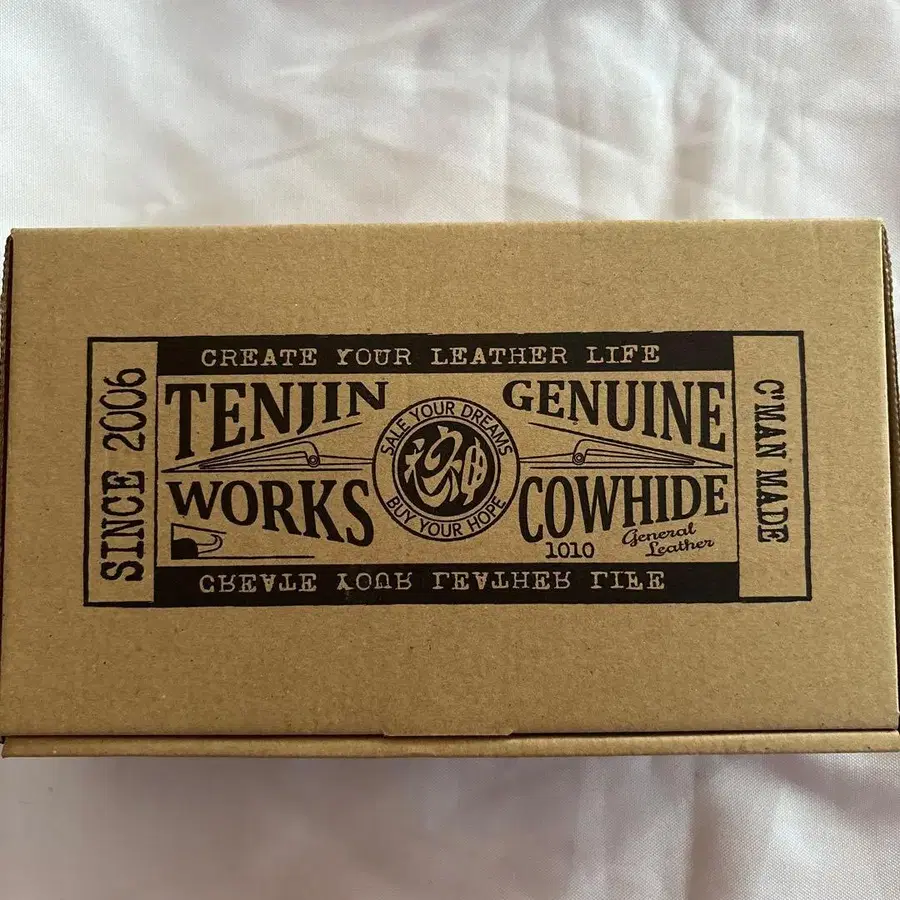 CREATE YOUR LEATHER LIFE
SINCE 2006
TENJIN
WORKS
SALE YOUR DREAMS
BUY YOUR HOPE
GENUINE
COWHIDE
1010
General
Leather
C'MAN MADE
CREATE YOUR LEATHER LIFE